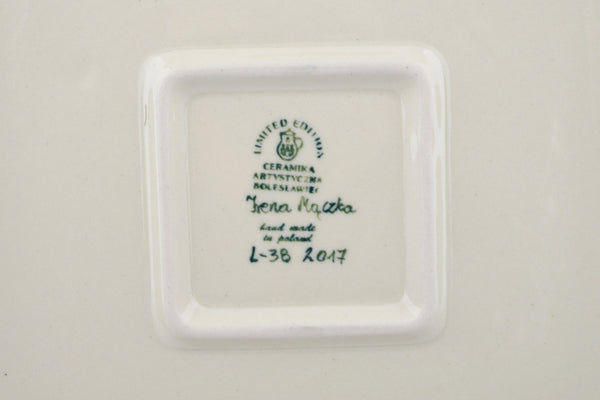 LIMITED EDITION
CERAMIKA
ARTYSTYCZNA
BOLESŁAWIEC
Irena Mączka
hand made
in poland
L-38 2017